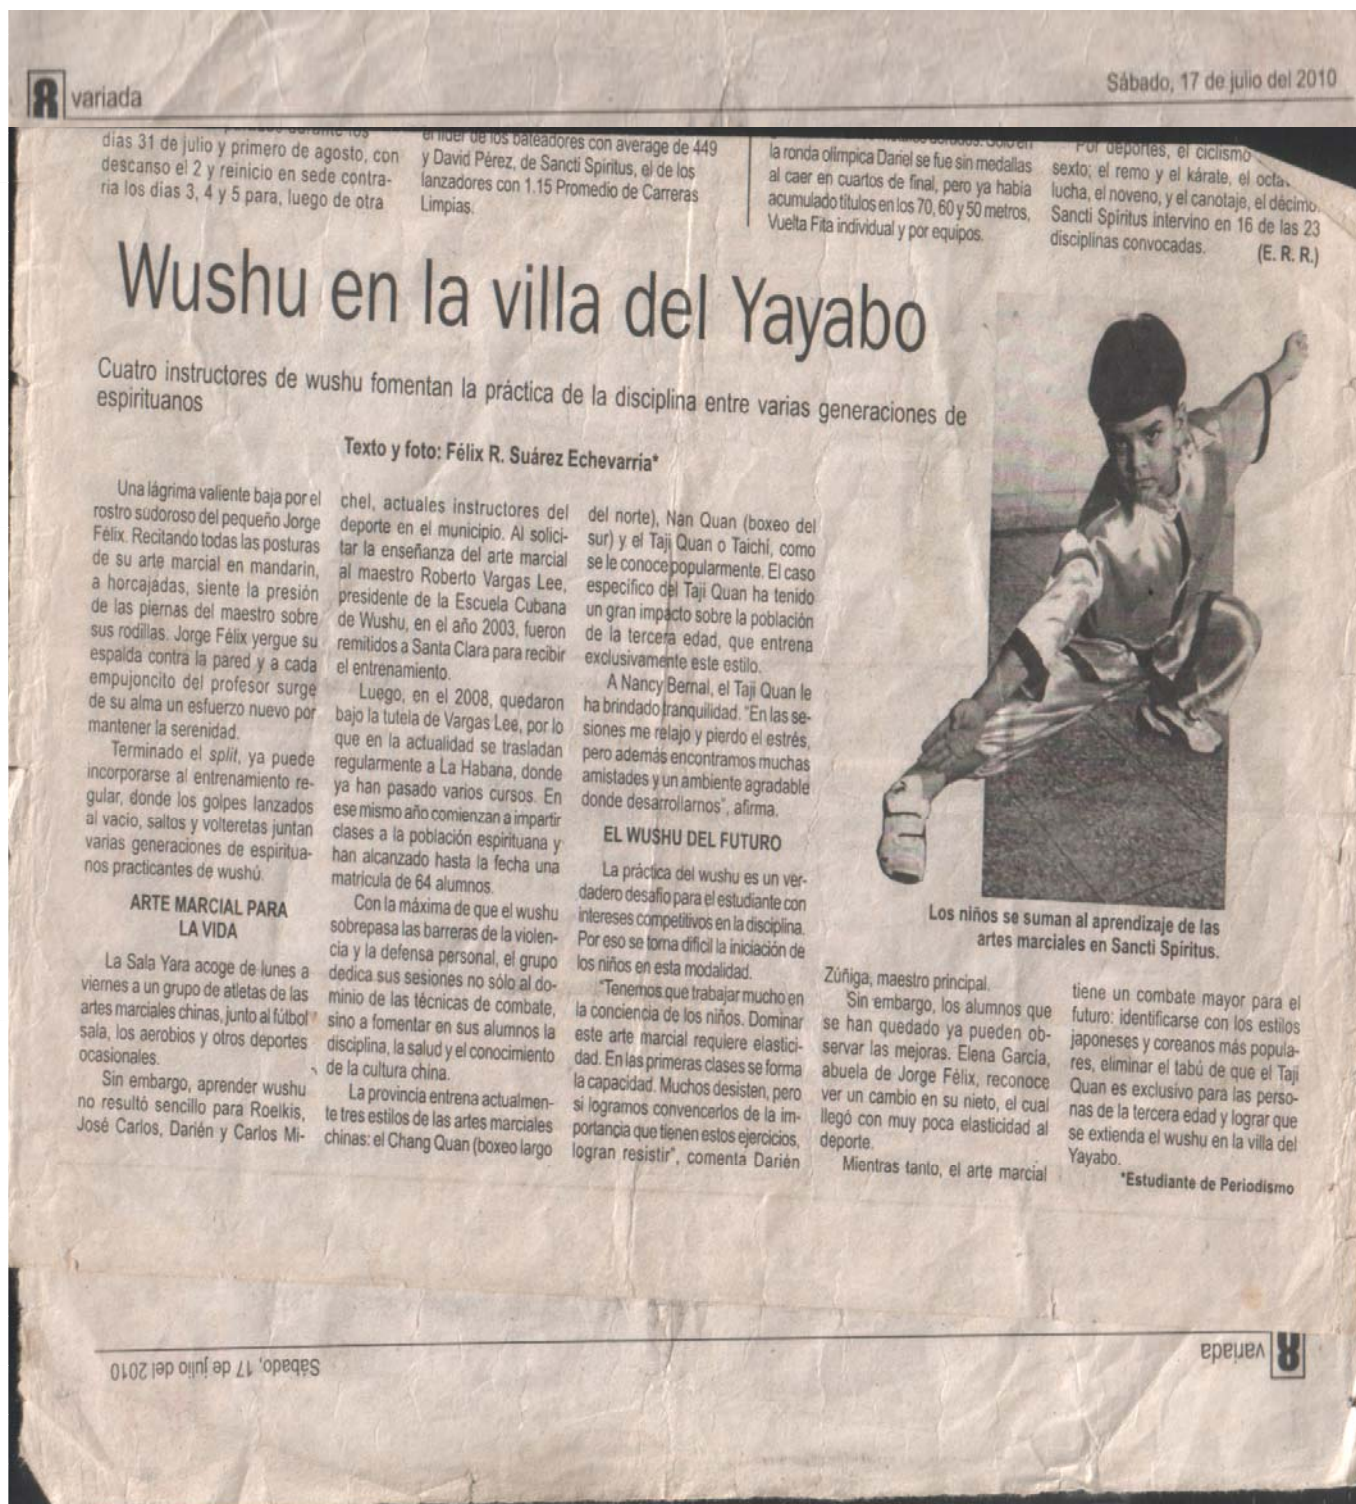 8 variada
Sábado, 17 de julio del 2010
días 31 de julio y primero de agosto, con
descanso el 2 y reinicio en sede contra-
ria los días 3, 4 y 5 para, luego de otra
el líder de los bateadores con average de 449
y David Pérez, de Sancti Spíritus, el de los
lanzadores con 1.15 Promedio de Carreras
Limpias.
la ronda olímpica Daniel se fue sin medallas
al caer en cuartos de final, pero ya había
acumulado títulos en los 70, 60 y 50 metros,
Vuelta Fita individual y por equipos.
Por deportes, el ciclismo
sexto; el remo y el kárate, el
lucha, el noveno, y el canotaje, el décimo.
Sancti Spíritus intervino en 16 de las 23
disciplinas convocadas.
(E. R. R.)
Wushu en la villa del Yayabo
Cuatro instructores de wushu fomentan la práctica de la disciplina entre varias generaciones de
espirituanos
Texto y foto: Félix R. Suárez Echevarria*
Una lágrima valiente baja por el
rostro sudoroso del pequeño Jorge
Félix. Recitando todas las posturas
de su arte marcial en mandarín,
a horcajadas, siente la presión
de las piernas del maestro sobre
sus rodillas. Jorge Félix yergue su
espalda contra la pared y a cada
empujoncito del profesor surge
de su alma un esfuerzo nuevo por
mantener la serenidad.
Terminado el split, ya puede
incorporarse al entrenamiento re-
gular, donde los golpes lanzados
al vacío, saltos y volteretas juntan
varias generaciones de espiritua-
nos practicantes de wushú.
ARTE MARCIAL PARA
LA VIDA
La Sala Yara acoge de lunes a
viernes a un grupo de atletas de las
artes marciales chinas, junto al fútbol
sala, los aerobios y otros deportes
ocasionales.
Sin embargo, aprender wushu
no resultó sencillo para Roelkis,
José Carlos, Darién y Carlos Mi-
chel, actuales instructores del
deporte en el municipio. Al solici-
tar la enseñanza del arte marcial
al maestro Roberto Vargas Lee,
presidente de la Escuela Cubana
de Wushu, en el año 2003, fueron
remitidos a Santa Clara para recibir
el entrenamiento.
Luego, en el 2008, quedaron
bajo la tutela de Vargas Lee, por lo
que en la actualidad se trasladan
regularmente a La Habana, donde
ya han pasado varios cursos. En
ese mismo año comienzan a impartir
clases a la población espirituana y
han alcanzado hasta la fecha una
matrícula de 64 alumnos.
Con la máxima de que el wushu
sobrepasa las barreras de la violen-
cia y la defensa personal, el grupo
dedica sus sesiones no sólo al do-
minio de las técnicas de combate,
sino a fomentar en sus alumnos la
disciplina, la salud y el conocimiento
de la cultura china.
La provincia entrena actualmen-
te tres estilos de las artes marciales
chinas: el Chang Quan (boxeo largo
del norte), Nan Quan (boxeo del
sur) y el Taji Quan o Taichí, como
se le conoce popularmente. El caso
específico del Taji Quan ha tenido
un gran impacto sobre la población
de la tercera edad, que entrena
exclusivamente este estilo.
A Nancy Bernal, el Taji Quan le
ha brindado tranquilidad. "En las se-
siones me relajo y pierdo el estrés,
pero además encontramos muchas
amistades y un ambiente agradable
donde desarrollarnos", afirma.
EL WUSHU DEL FUTURO
La práctica del wushu es un ver-
dadero desafío para el estudiante con
intereses competitivos en la disciplina.
Por eso se torna difícil la iniciación de
los niños en esta modalidad.
"Tenemos que trabajar mucho en
la conciencia de los niños. Dominar
este arte marcial requiere elastici-
dad. En las primeras clases se forma
la capacidad. Muchos desisten, pero
si logramos convencerlos de la im-
portancia que tienen estos ejercicios,
logran resistir", comenta Darién
Los niños se suman al aprendizaje de las
artes marciales en Sancti Spíritus.
Zúñiga, maestro principal.
Sin embargo, los alumnos que
se han quedado ya pueden ob-
servar las mejoras. Elena García,
abuela de Jorge Félix, reconoce
ver un cambio en su nieto, el cual
llegó con muy poca elasticidad al
deporte.
Mientras tanto, el arte marcial
tiene un combate mayor para el
futuro: identificarse con los estilos
japoneses y coreanos más popula-
res, eliminar el tabú de que el Taji
Quan es exclusivo para las perso-
nas de la tercera edad y lograr que
se extienda el wushu en la villa del
Yayabo.
*Estudiante de Periodismo
8 variada
Sábado, 17 de julio del 2010